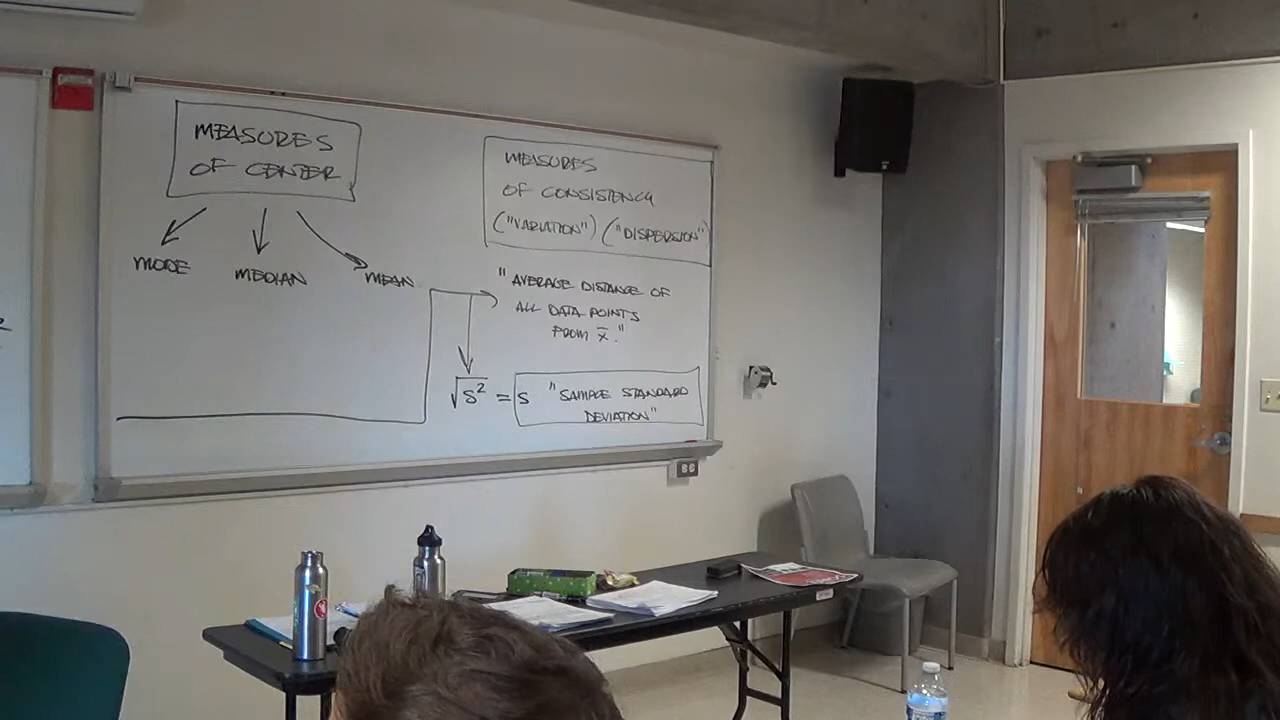 MEASURES
OF CENTER
MODE
MEDIAN
MEAN
MEASURES
OF CONSISTENCY
("VARIATION") ("DISPERSION")
"AVERAGE DISTANCE OF
ALL DATA POINTS
FROM x̄."
√s² = s "SAMPLE STANDARD
DEVIATION"